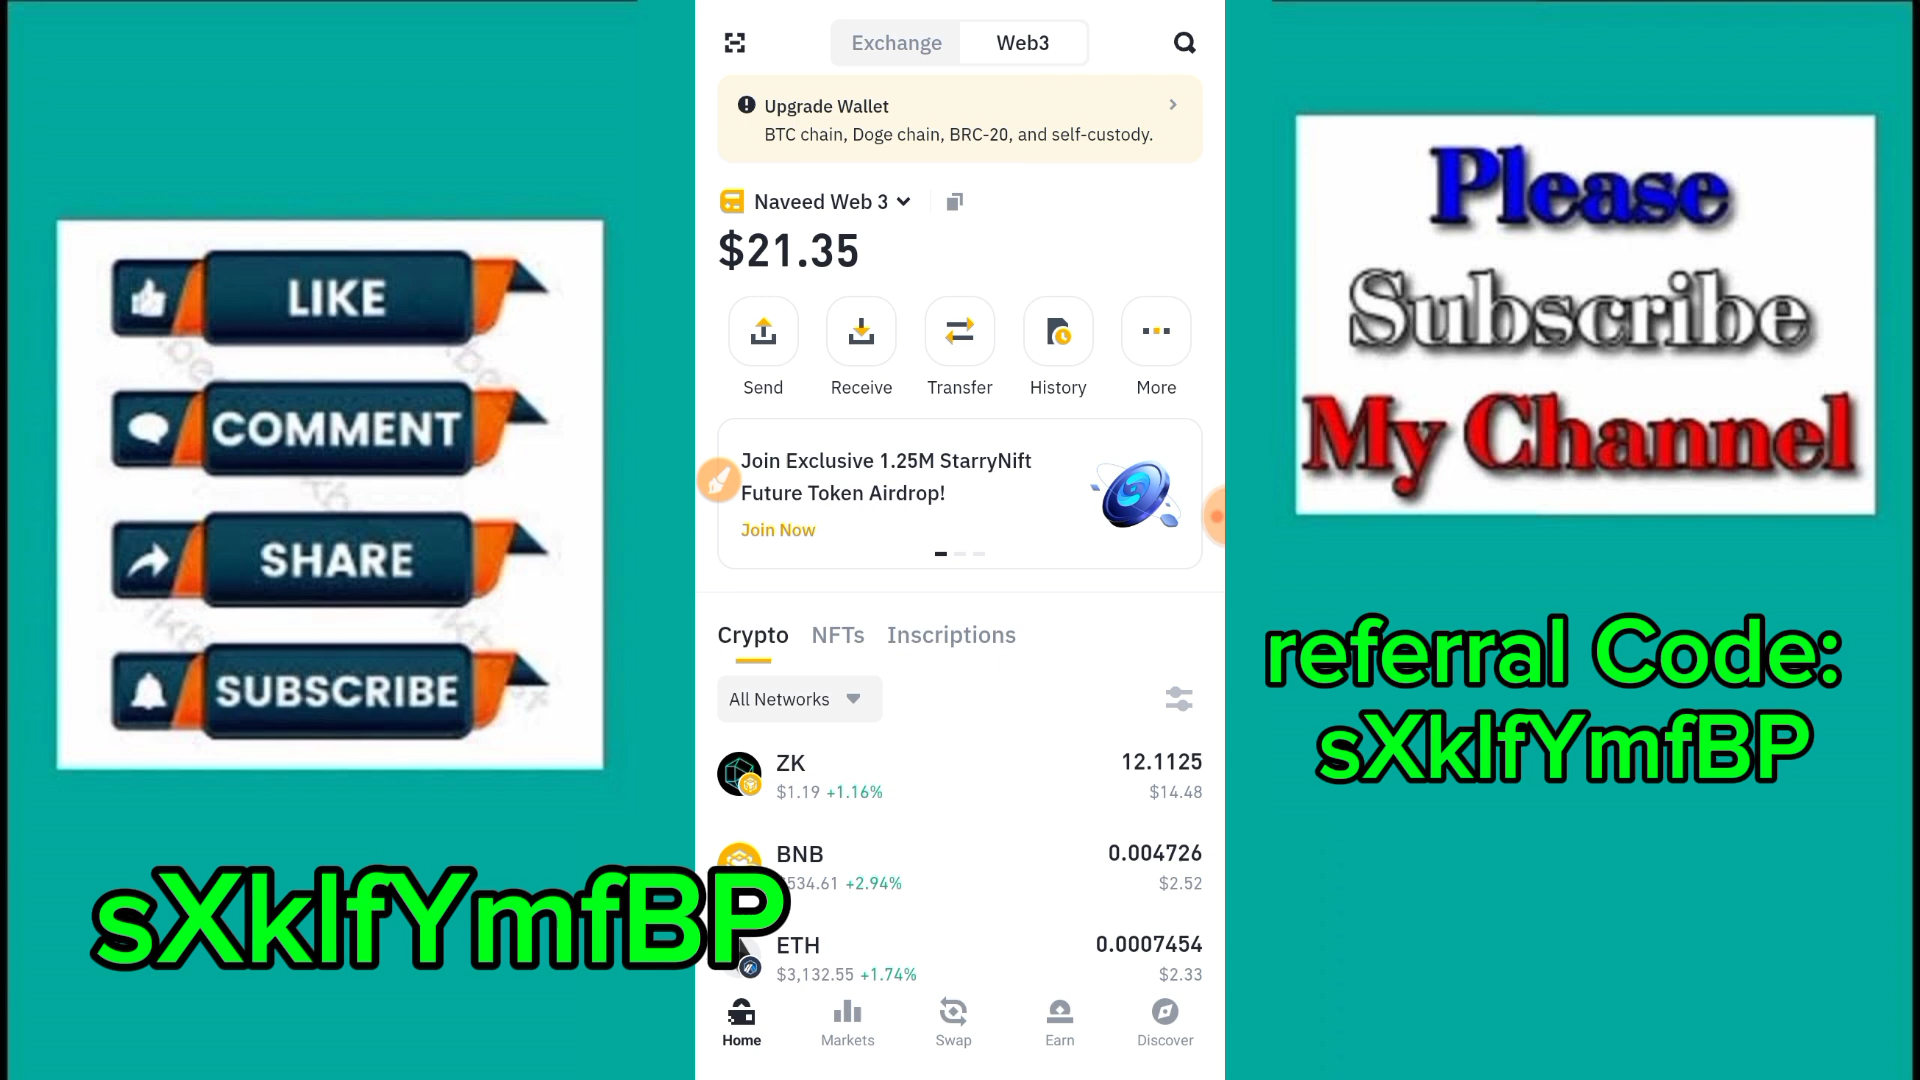 LIKE
COMMENT
SHARE
SUBSCRIBE
sXklfYmfBP
Exchange Web3
Upgrade Wallet
BTC chain, Doge chain, BRC-20, and self-custody.
Naveed Web 3
$21.35
Send Receive Transfer History More
Join Exclusive 1.25M StarryNift
Future Token Airdrop!
Join Now
Crypto NFTs Inscriptions
All Networks
ZK 12.1125
$1.19 +1.16% $14.48
BNB 0.004726
534.61 +2.94% $2.52
ETH 0.0007454
$3,132.55 +1.74% $2.33
Home Markets Swap Earn Discover
Please
Subscribe
My Channel
referral Code:
sXklfYmfBP